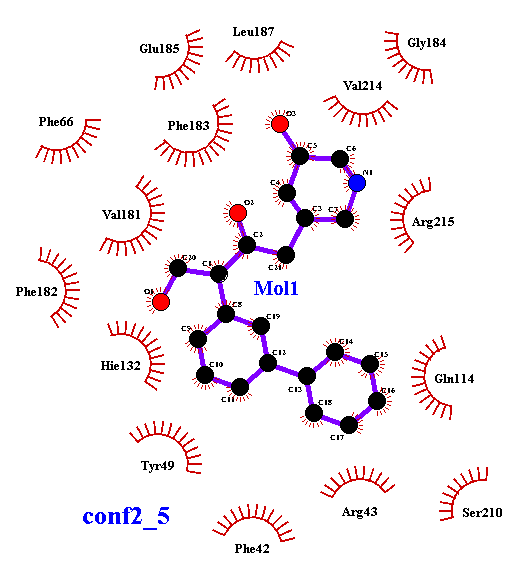 Leu187
Glu185
Gly184
Val214
Phe66
Phe183
O3
C5
C6
N1
C4
Val181
O2
C3
C7
Arg215
C2
C21
C20
C1
Phe182
O1
Mol1
C8
C19
Hie132
C9
C12
C14
C15
C10
C11
C13
C16
Gln114
C18
C17
Tyr49
conf2_5
Arg43
Ser210
Phe42